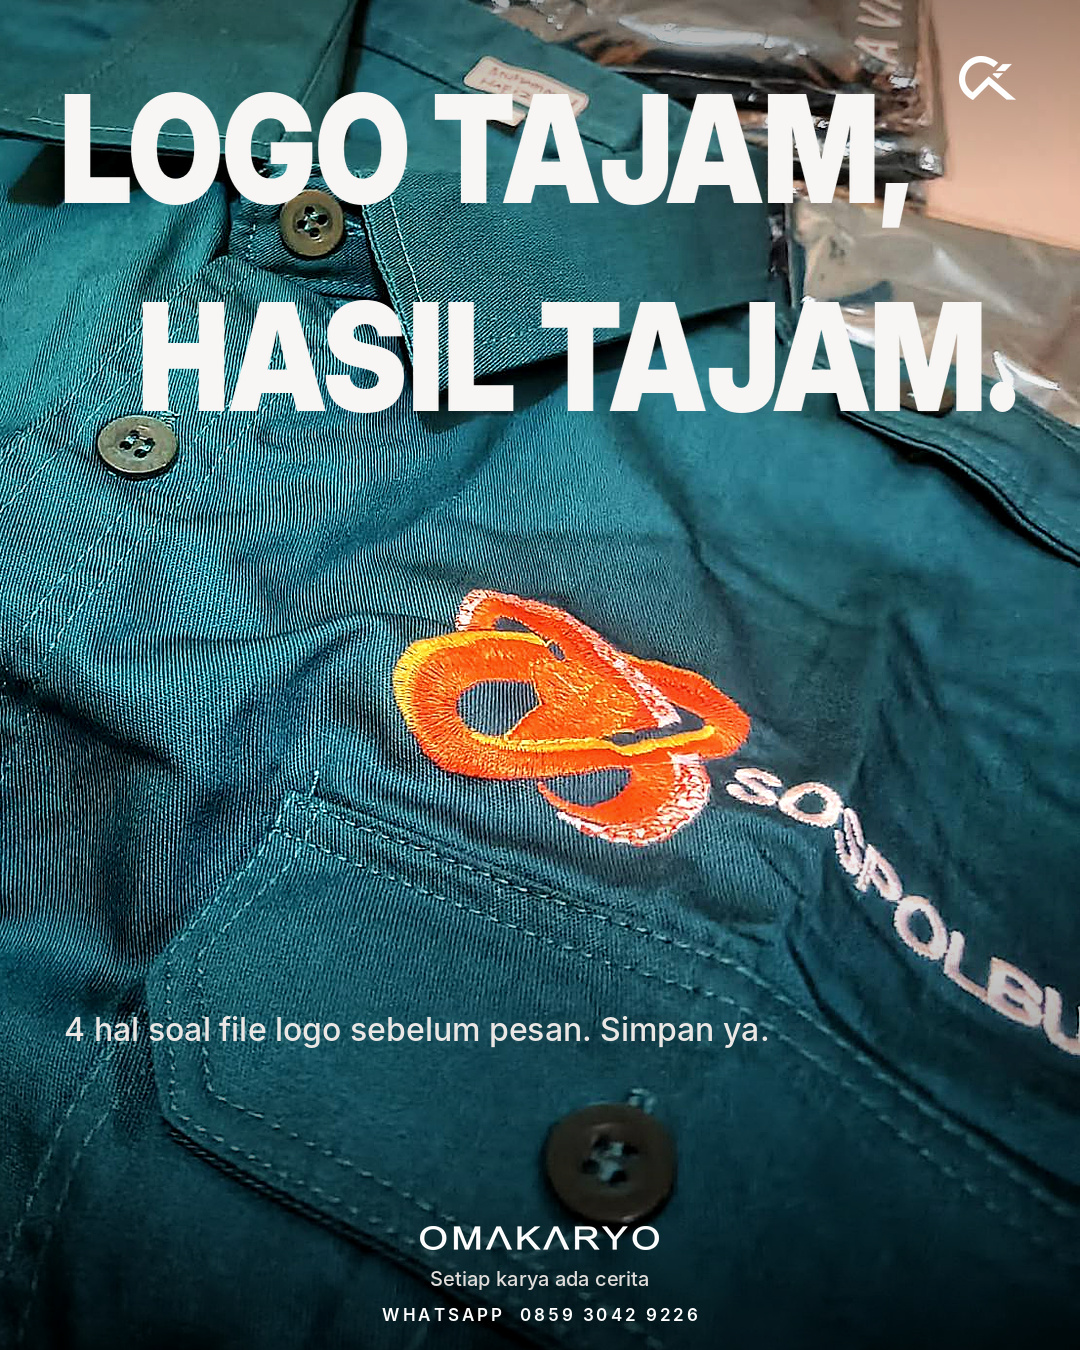 LOGO TAJAM,
HASIL TAJAM.
SOSPOLBU
4 hal soal file logo sebelum pesan. Simpan ya.
OMAKARYO
Setiap karya ada cerita
WHATSAPP 0859 3042 9226